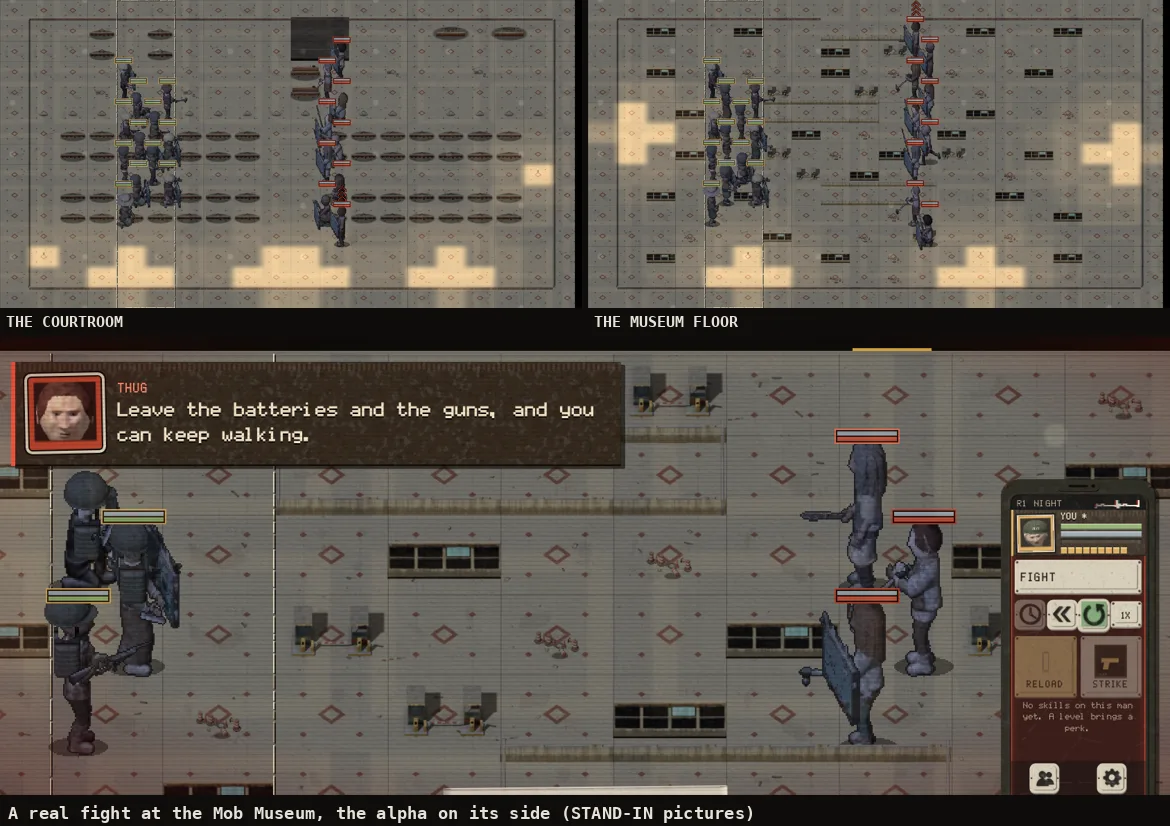 THE COURTROOM
THE MUSEUM FLOOR
THUG
Leave the batteries and the guns, and you
can keep walking.
R1 NIGHT
YOU *
FIGHT
1X
RELOAD
STRIKE
No skills on this man
yet. A level brings a
perk.
A real fight at the Mob Museum, the alpha on its side (STAND-IN pictures)